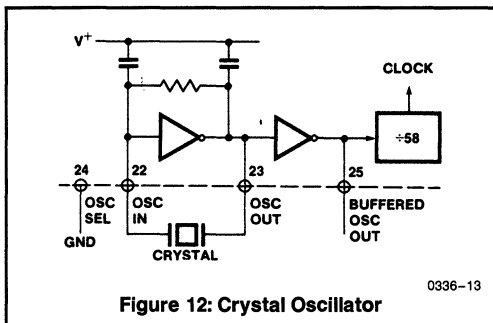 V+
CLOCK
÷58
24 22 23 25
OSC SEL
OSC IN
OSC OUT
BUFFERED OSC OUT
GND
CRYSTAL
0336–13
Figure 12: Crystal Oscillator